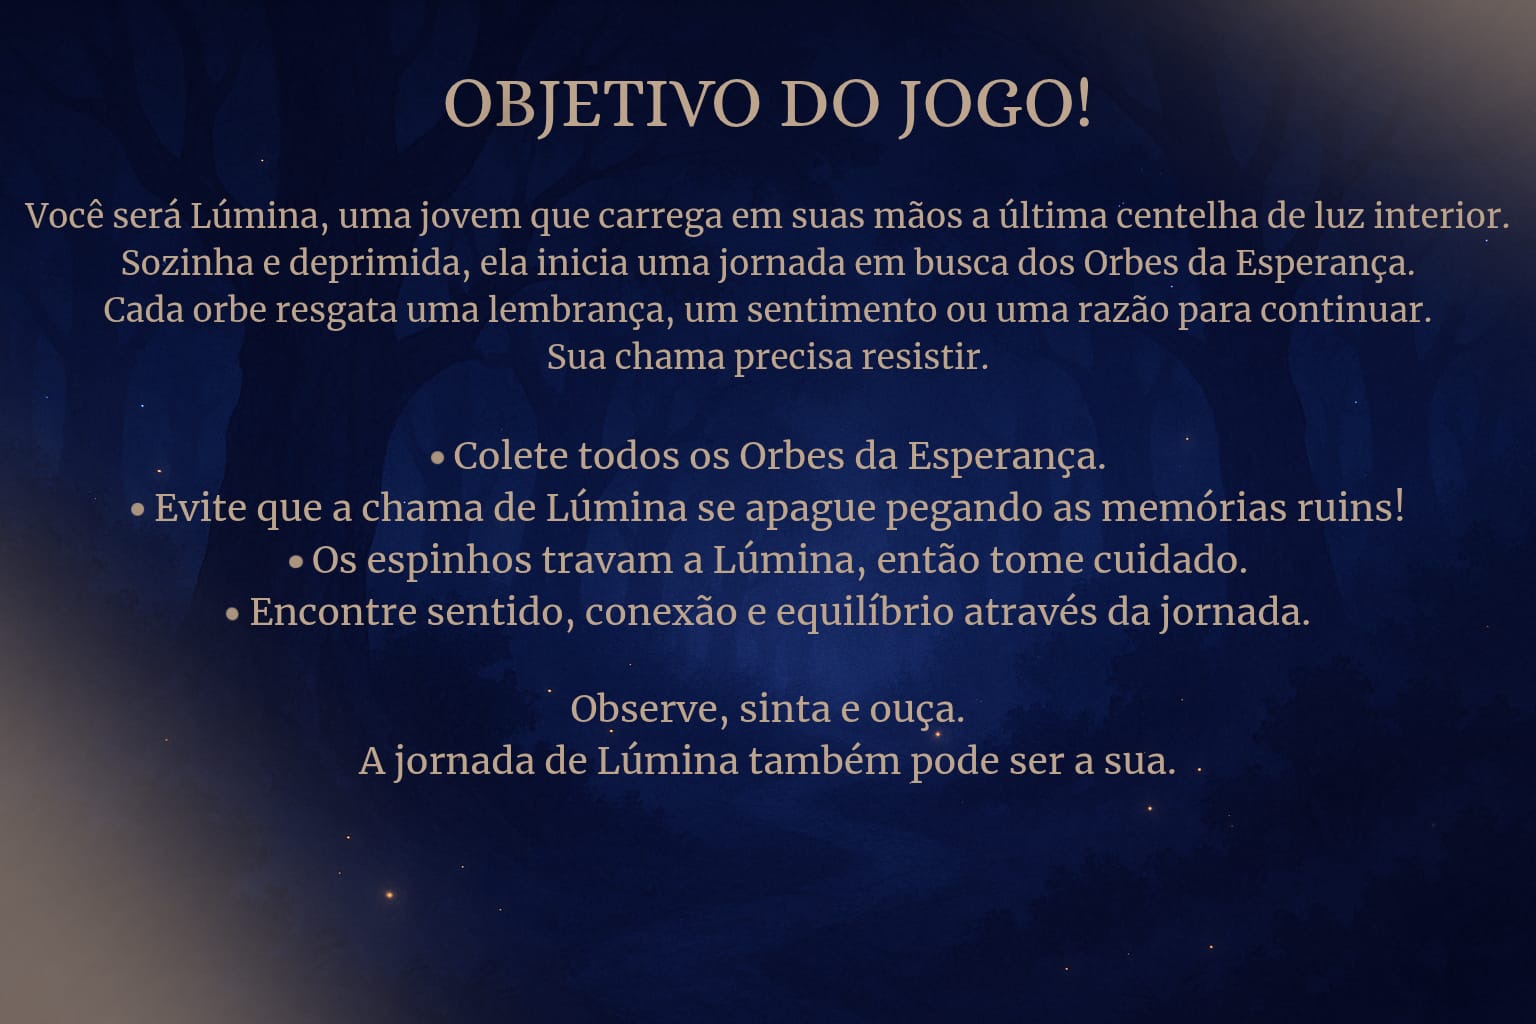 OBJETIVO DO JOGO!
Você será Lúmina, uma jovem que carrega em suas mãos a última centelha de luz interior.
Sozinha e deprimida, ela inicia uma jornada em busca dos Orbes da Esperança.
Cada orbe resgata uma lembrança, um sentimento ou uma razão para continuar.
Sua chama precisa resistir.
• Colete todos os Orbes da Esperança.
• Evite que a chama de Lúmina se apague pegando as memórias ruins!
• Os espinhos travam a Lúmina, então tome cuidado.
• Encontre sentido, conexão e equilíbrio através da jornada.
Observe, sinta e ouça.
A jornada de Lúmina também pode ser a sua.